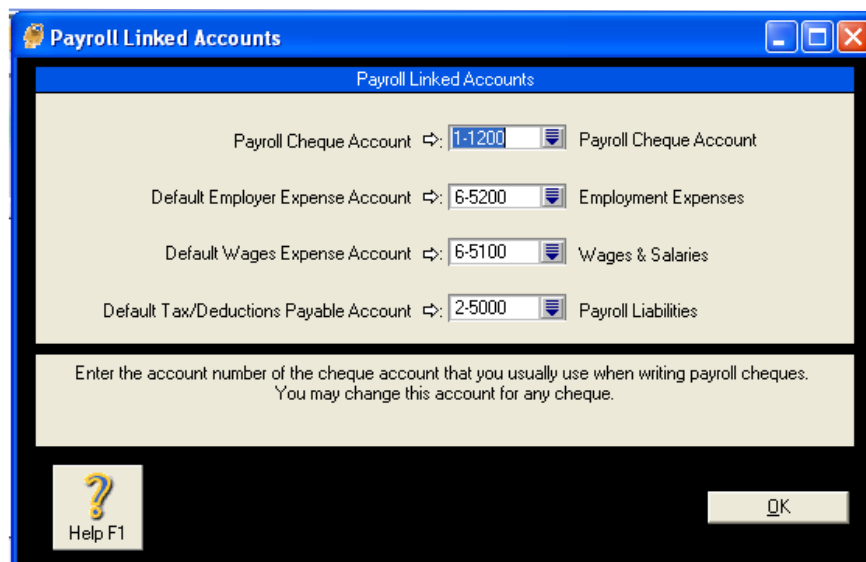 Payroll Linked Accounts
Payroll Linked Accounts
Payroll Cheque Account ⇨: 1-1200 Payroll Cheque Account
Default Employer Expense Account ⇨: 6-5200 Employment Expenses
Default Wages Expense Account ⇨: 6-5100 Wages & Salaries
Default Tax/Deductions Payable Account ⇨: 2-5000 Payroll Liabilities
Enter the account number of the cheque account that you usually use when writing payroll cheques.
You may change this account for any cheque.
Help F1
OK